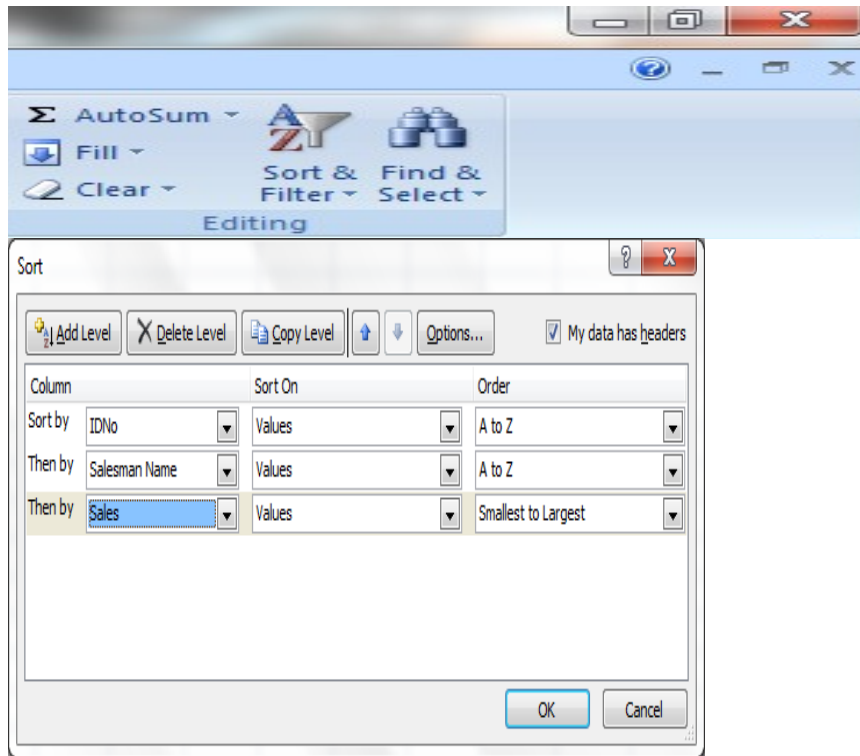 Σ AutoSum
Fill
Clear
Sort & Filter
Find & Select
Editing
Sort
Add Level Delete Level Copy Level Options... My data has headers
Column Sort On Order
Sort by IDNo Values A to Z
Then by Salesman Name Values A to Z
Then by Sales Values Smallest to Largest
OK Cancel